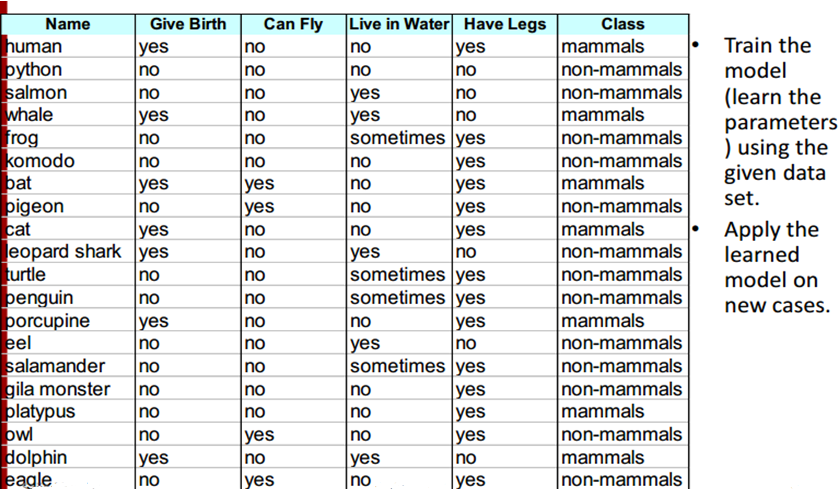 Name Give Birth Can Fly Live in Water Have Legs Class
human yes no no yes mammals
python no no no no non-mammals
salmon no no yes no non-mammals
whale yes no yes no mammals
frog no no sometimes yes non-mammals
komodo no no no yes non-mammals
bat yes yes no yes mammals
pigeon no yes no yes non-mammals
cat yes no no yes mammals
leopard shark yes no yes no non-mammals
turtle no no sometimes yes non-mammals
penguin no no sometimes yes non-mammals
porcupine yes no no yes mammals
eel no no yes no non-mammals
salamander no no sometimes yes non-mammals
gila monster no no no yes non-mammals
platypus no no no yes mammals
owl no yes no yes non-mammals
dolphin yes no yes no mammals
eagle no yes no yes non-mammals
• Train the
model
(learn the
parameters
) using the
given data
set.
• Apply the
learned
model on
new cases.